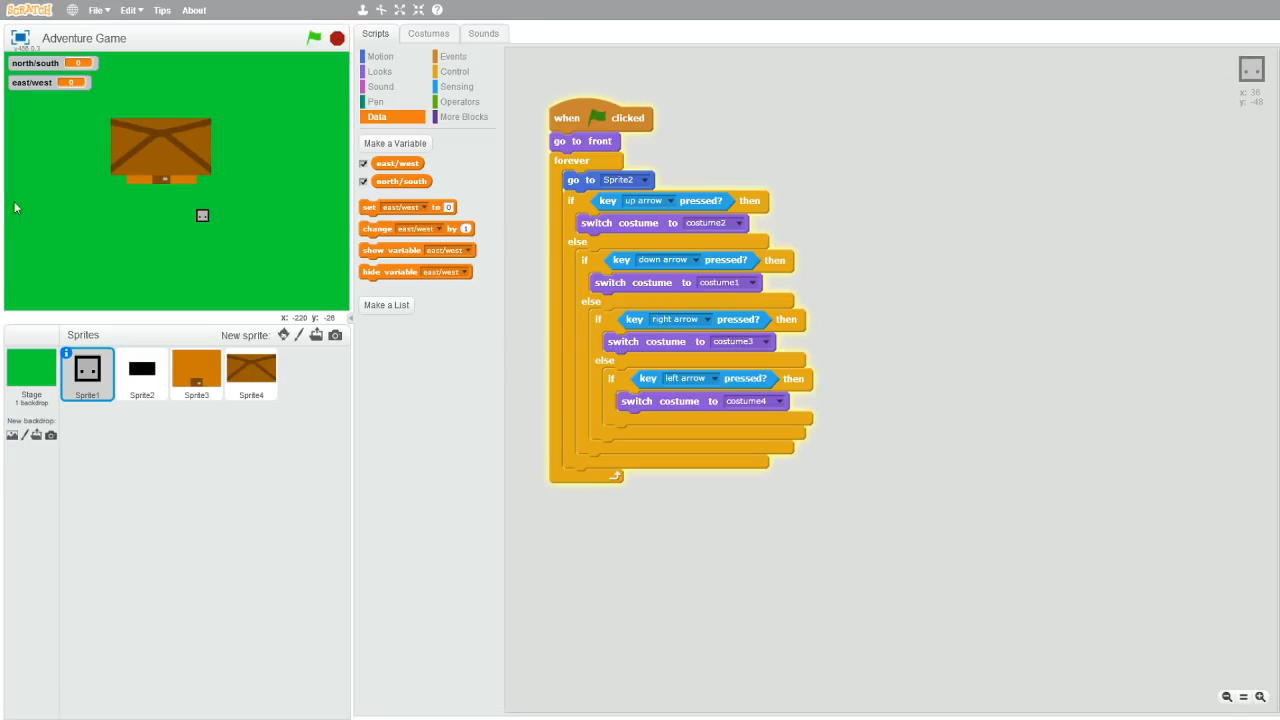 SCRATCH File Edit Tips About
Adventure Game
v456.0.3
north/south 0
east/west 0
x: -220 y: -26
Sprites New sprite:
Stage
1 backdrop
New backdrop:
Sprite1 Sprite2 Sprite3 Sprite4
Scripts Costumes Sounds
Motion Events
Looks Control
Sound Sensing
Pen Operators
Data More Blocks
Make a Variable
east/west
north/south
set east/west to 0
change east/west by 1
show variable east/west
hide variable east/west
Make a List
when clicked
go to front
forever
go to Sprite2
if key up arrow pressed? then
switch costume to costume2
else
if key down arrow pressed? then
switch costume to costume1
else
if key right arrow pressed? then
switch costume to costume3
else
if key left arrow pressed? then
switch costume to costume4
x: 36
y: -48